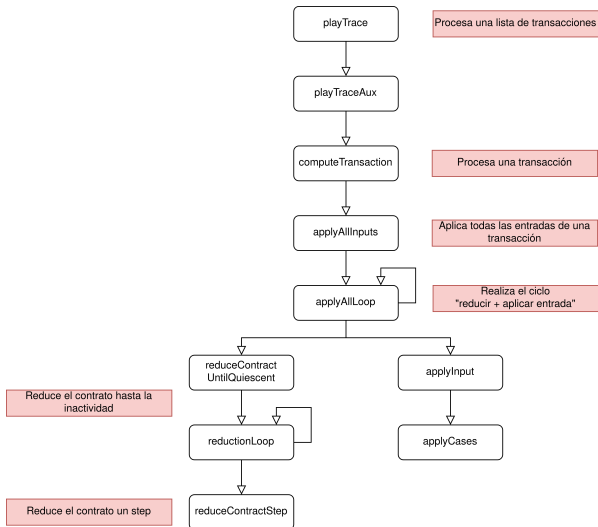 playTrace
Procesa una lista de transacciones
playTraceAux
computeTransaction
Procesa una transacción
applyAllInputs
Aplica todas las entradas de una
transacción
applyAllLoop
Realiza el ciclo
"reducir + aplicar entrada"
reduceContract
UntilQuiescent
applyInput
Reduce el contrato hasta la
inactividad
reductionLoop
applyCases
Reduce el contrato un step
reduceContractStep